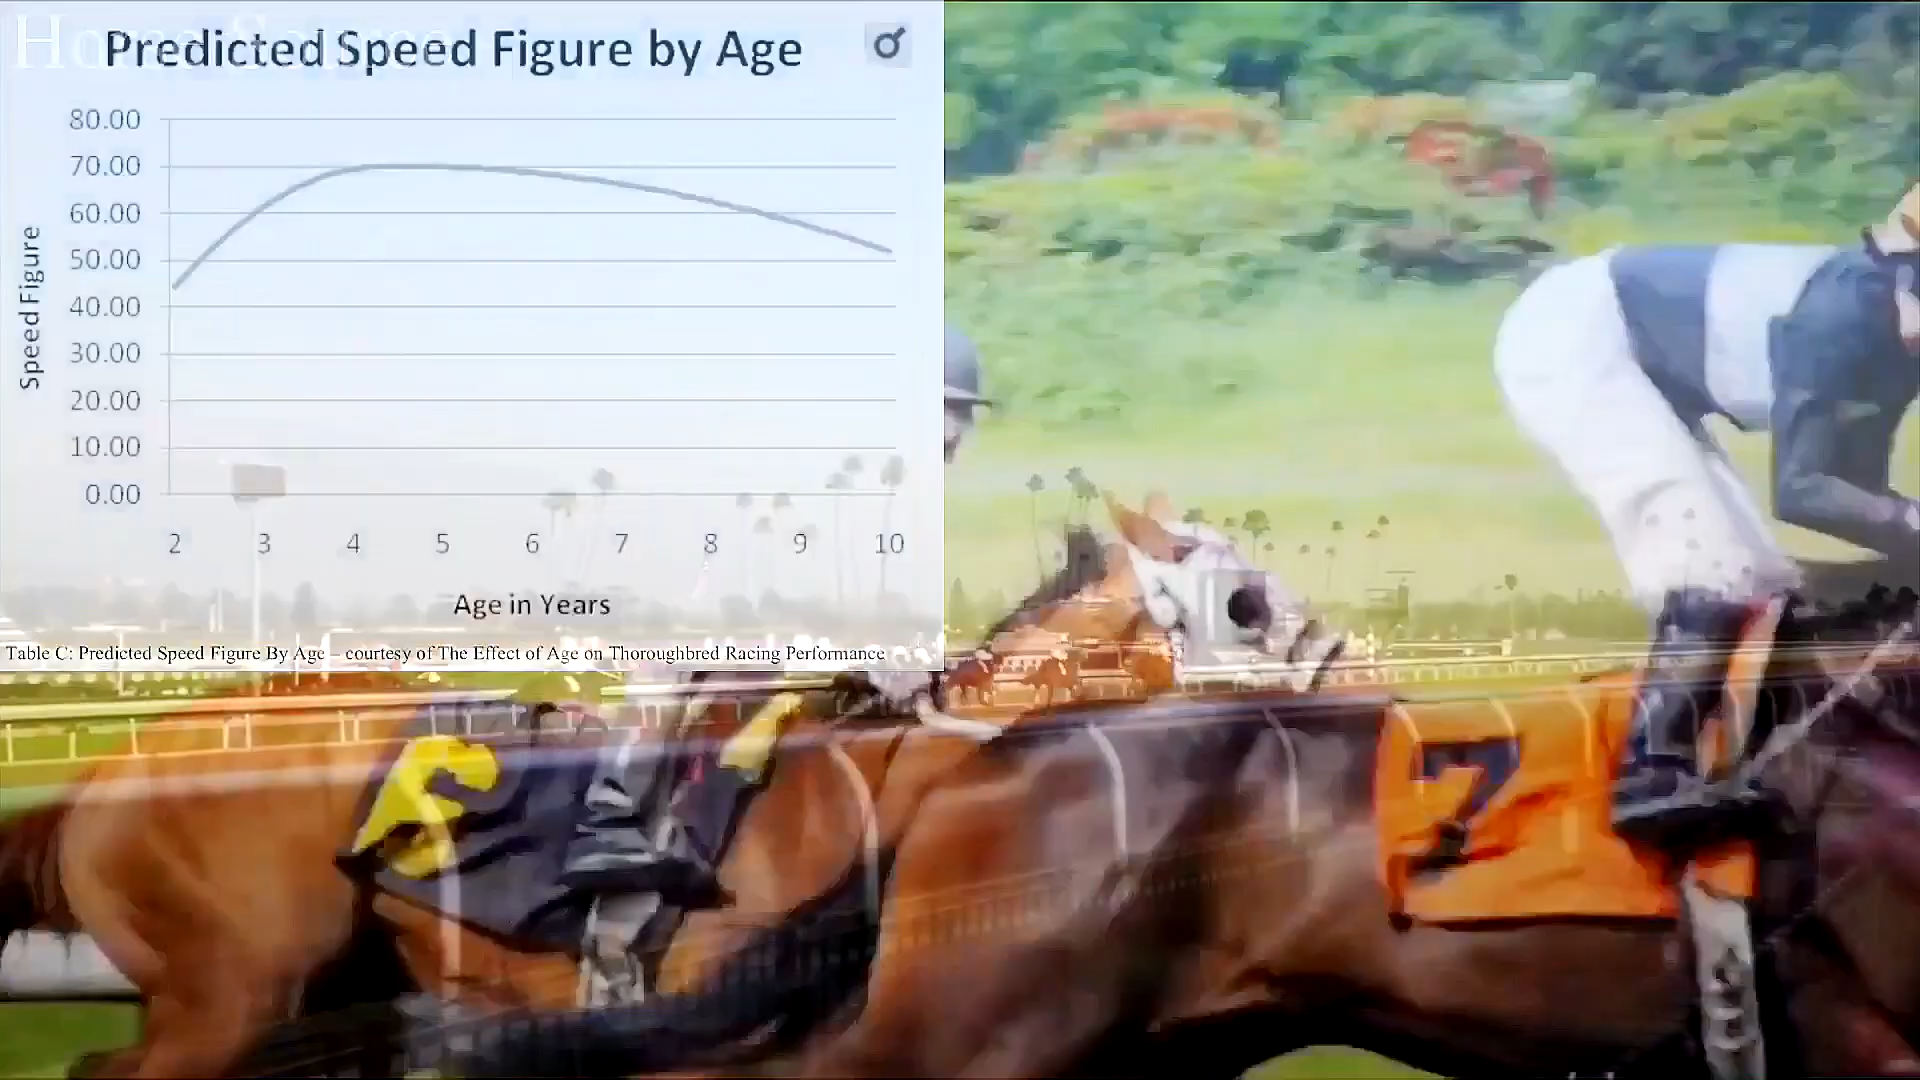 Predicted Speed Figure by Age
80.00
70.00
60.00
50.00
40.00
30.00
20.00
10.00
0.00
Speed Figure
2 3 4 5 6 7 8 9 10
Age in Years
Table C: Predicted Speed Figure By Age – courtesy of The Effect of Age on Thoroughbred Racing Performance
7